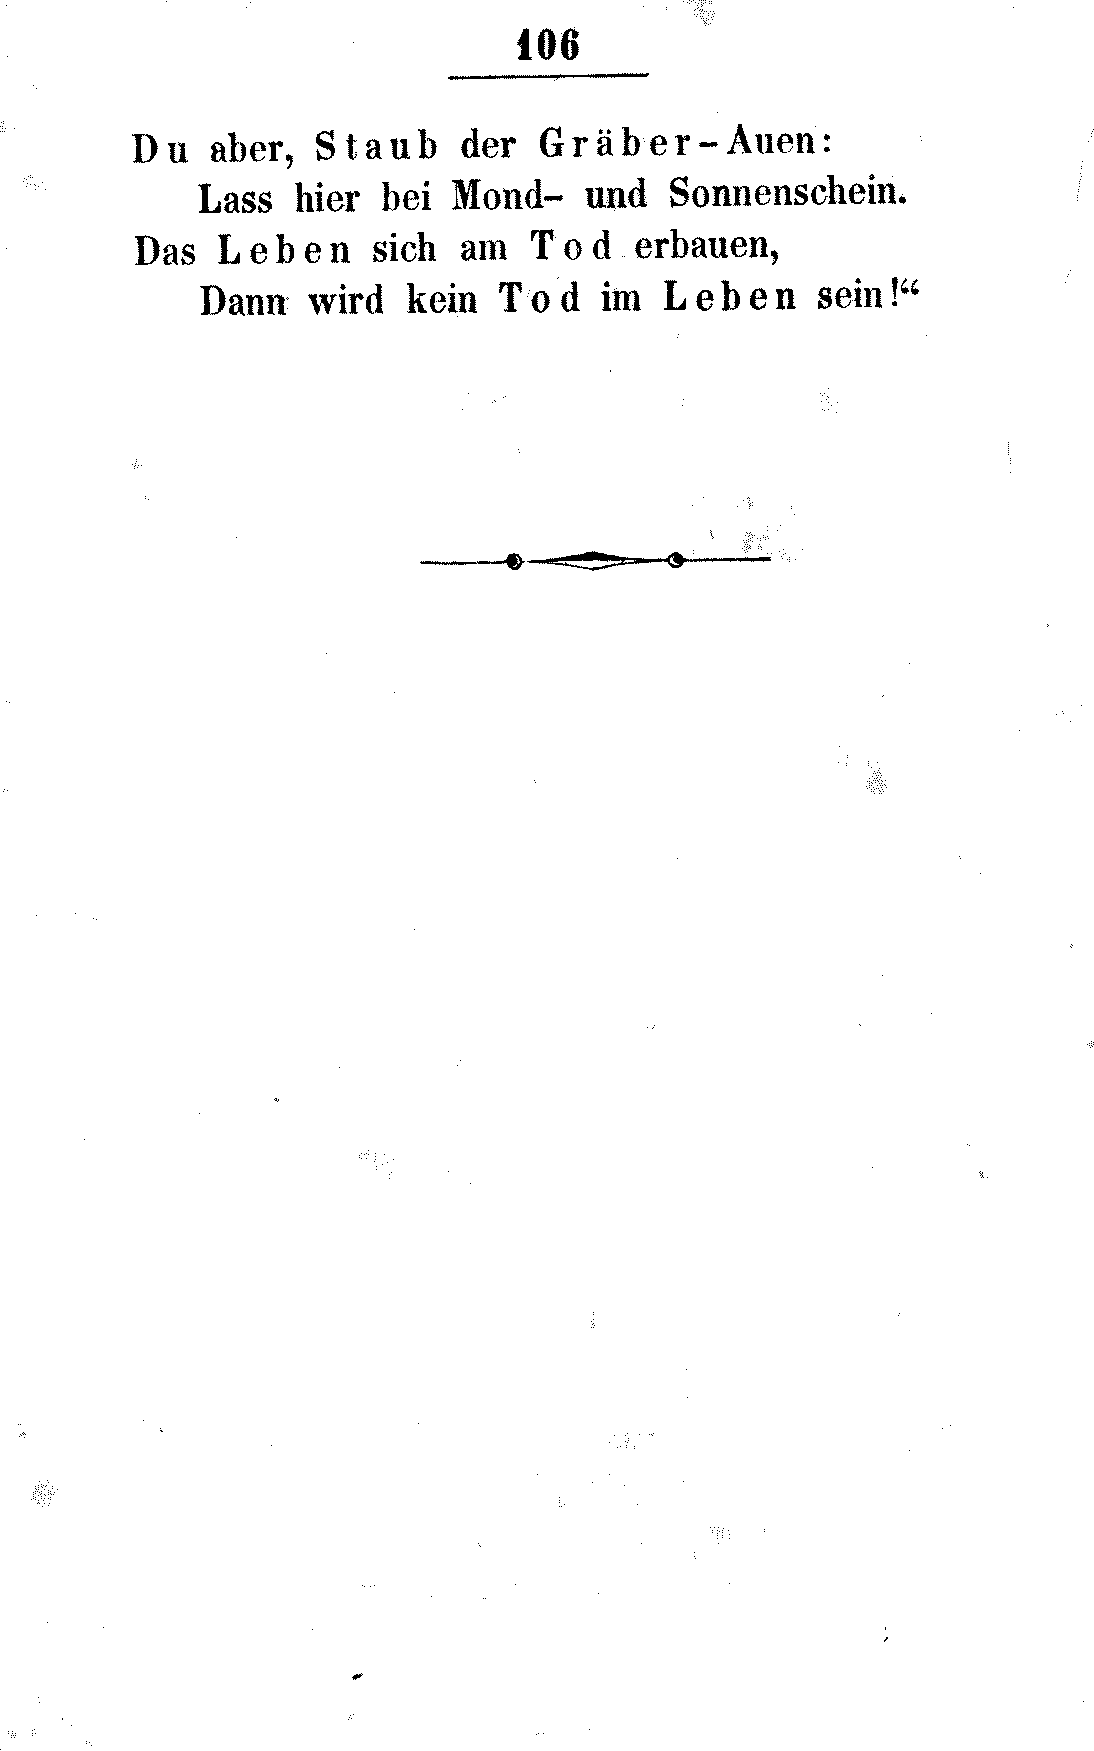 106
Du aber, Staub der Gräber-Auen:
Lass hier bei Mond- und Sonnenschein.
Das Leben sich am Tod erbauen,
Dann wird kein Tod im Leben sein!“